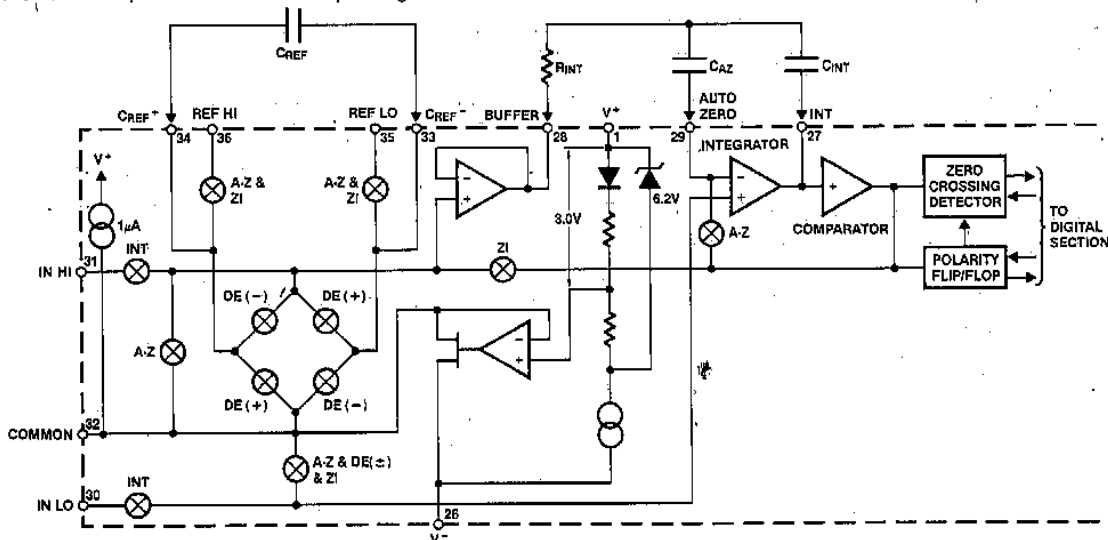 CREF
RINT
CAZ
CINT
CREF+
REF HI
REF LO
CREF−
BUFFER
V+
AUTO
ZERO
INT
34
36
35
33
28
1
29
27
V+
1µA
A-Z &
ZI
A-Z &
ZI
−
+
3.0V
6.2V
INTEGRATOR
−
+
A-Z
+
COMPARATOR
ZERO
CROSSING
DETECTOR
POLARITY
FLIP/FLOP
TO
DIGITAL
SECTION
31
IN HI
INT
ZI
DE (−)
DE (+)
A-Z
DE (+)
DE (−)
−
+
32
COMMON
A-Z & DE(±)
& ZI
30
IN LO
INT
26
V−